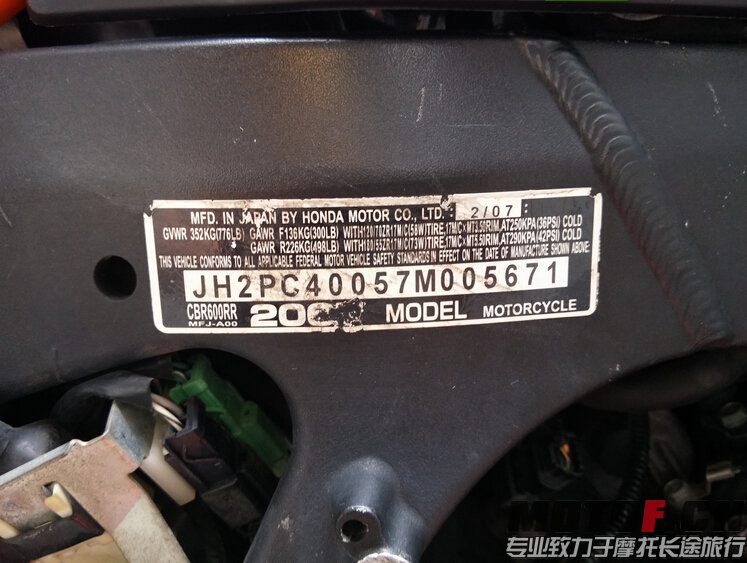 MFD. IN JAPAN BY HONDA MOTOR CO., LTD. : 2/07 :
GVWR 352KG(776LB) GAWR F136KG(300LB) WITH120/70ZR17M/C(58W)TIRE,17M/C×MT3.50RIM,AT250KPA(36PSI) COLD
GAWR R226KG(498LB) WITH180/55ZR17M/C(73W)TIRE,17M/C×MT5.50RIM,AT290KPA(42PSI) COLD
THIS VEHICLE CONFORMS TO ALL APPLICABLE FEDERAL MOTOR VEHICLE SAFETY STANDARDS IN EFFECT ON THE DATE OF
JH2PC40057M005671
CBR600RR MODEL MOTORCYCLE
MFJ-A00
专业致力于摩托长途旅行